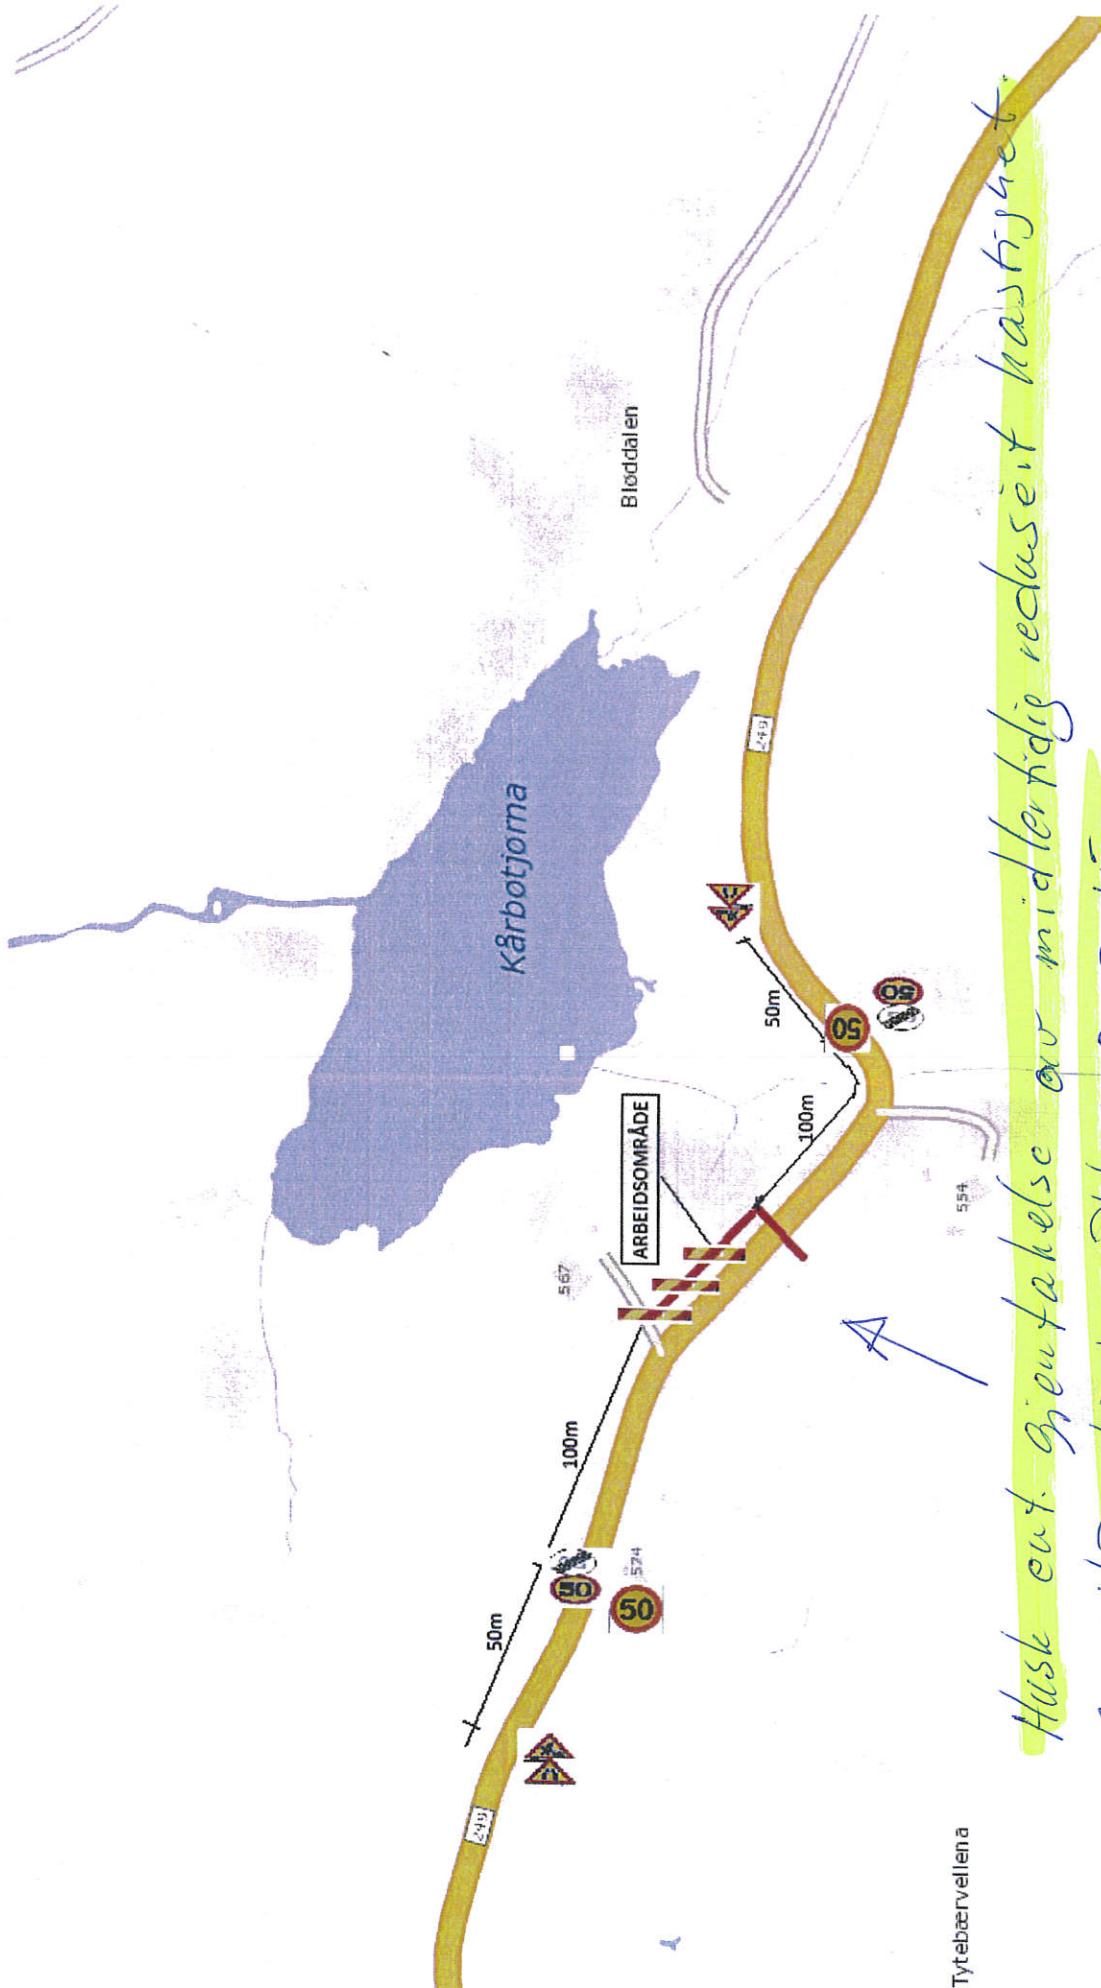 Kårbotjorna
Bløddalen
249
50m
50
50
100m
ARBEIDSOMRÅDE
567
554
100m
50
50
574
50m
249
Tytebærvellena
Husk evt. gjentakelse av midlertidig redusert hastighet.